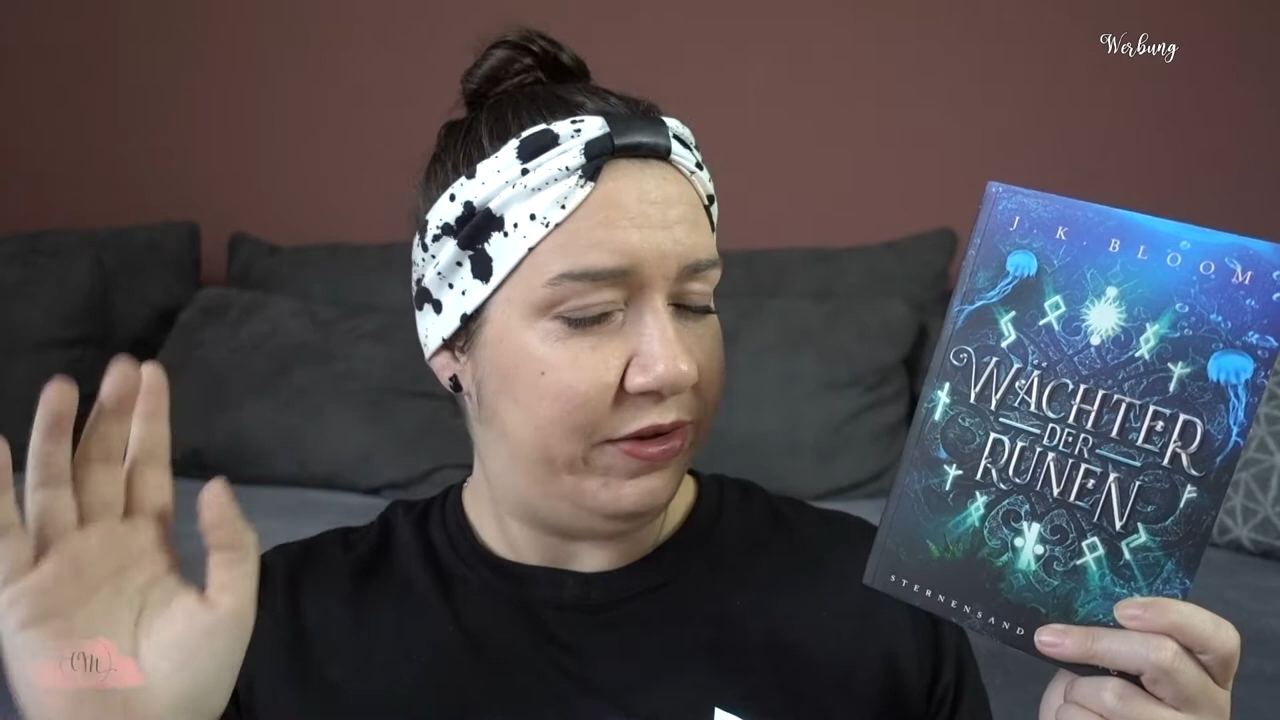 Werbung
J. K. BLOOM
WÄCHTER
DER
RUNEN
STERNENSAND
(M)